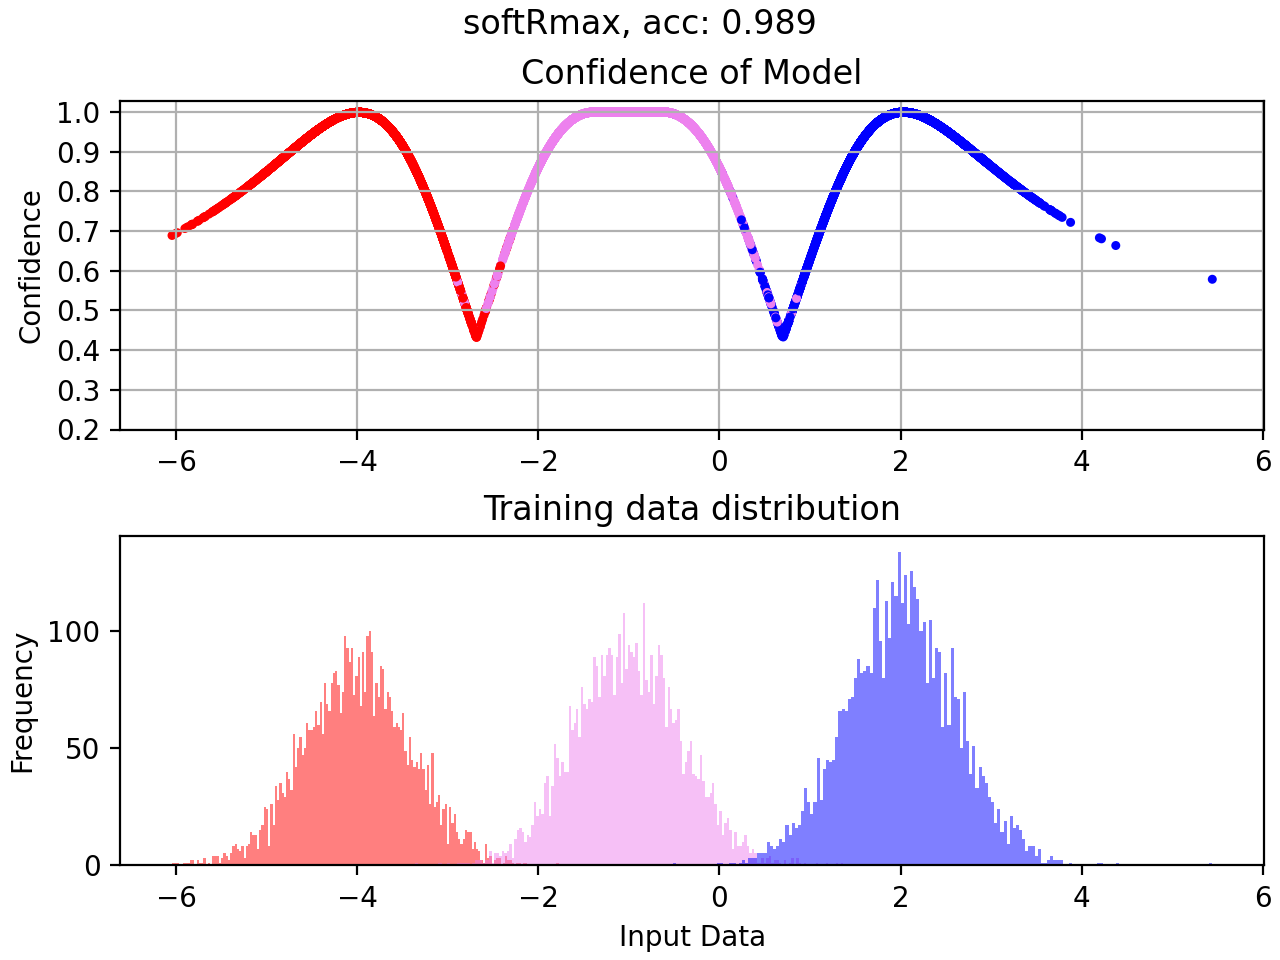 softRmax, acc: 0.989
Confidence of Model
Confidence
1.0
0.9
0.8
0.7
0.6
0.5
0.4
0.3
0.2
−6 −4 −2 0 2 4 6
Training data distribution
Frequency
100
50
0
−6 −4 −2 0 2 4 6
Input Data